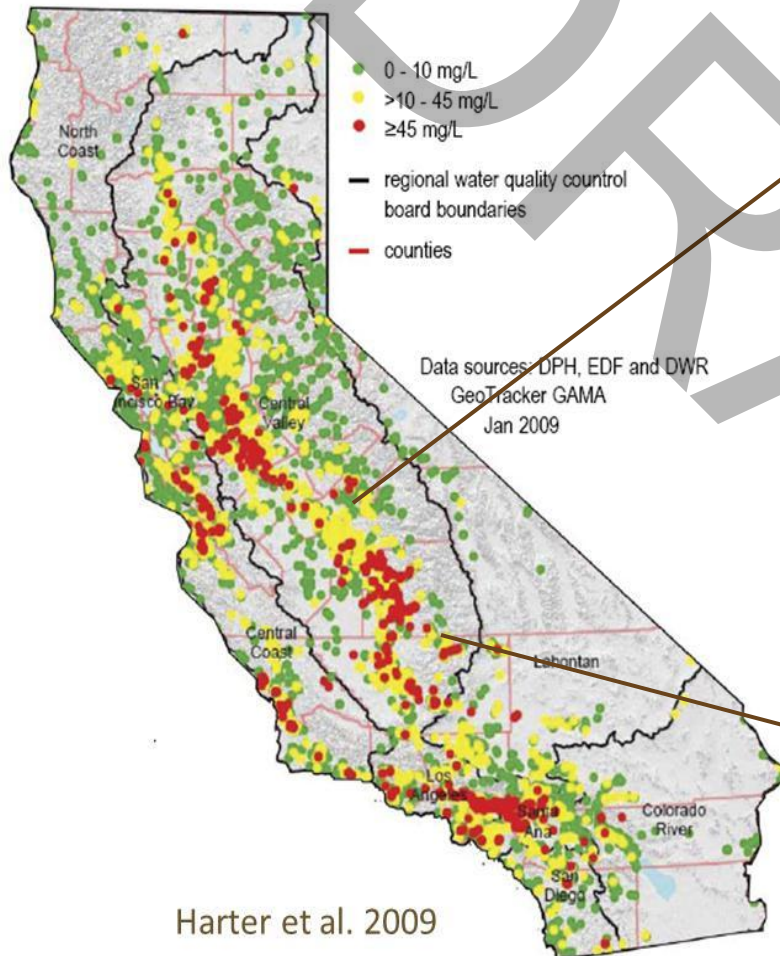 0 - 10 mg/L
>10 - 45 mg/L
≥45 mg/L
regional water quality countrol
board boundaries
counties
North
Coast
Data sources: DPH, EDF and DWR
GeoTracker GAMA
Jan 2009
San
ncisco Bay
Central
Valley
Central
Coast
Lahontan
Los
Angeles
Santa
Ana
Colorado
River
San
Diego
Harter et al. 2009